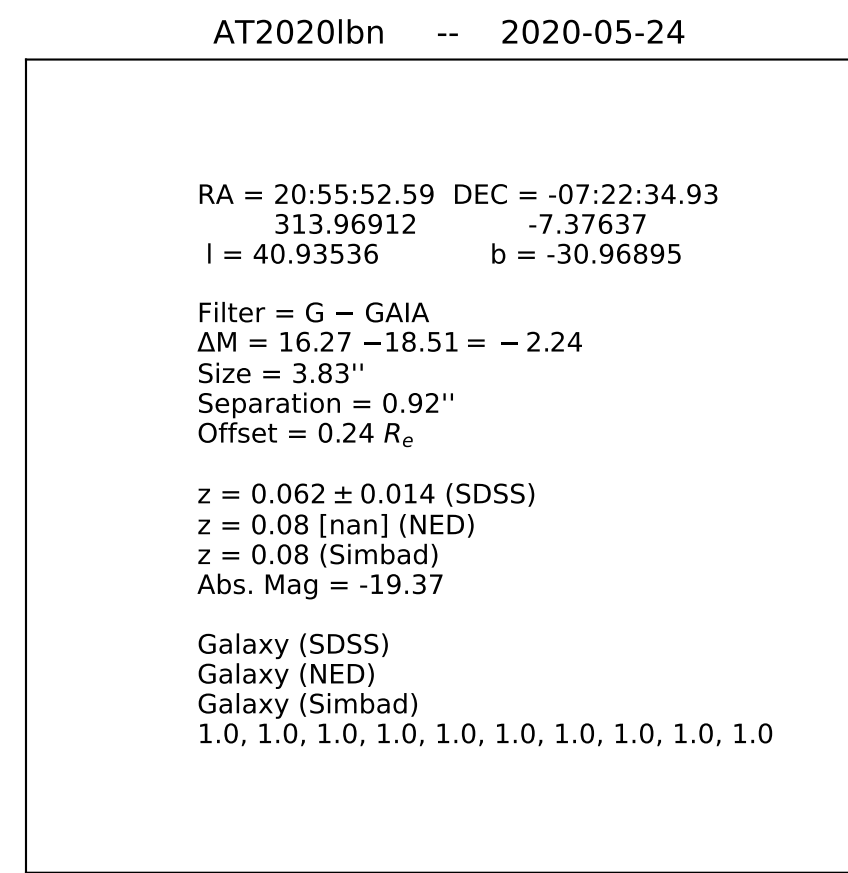 AT2020lbn -- 2020-05-24
RA = 20:55:52.59 DEC = -07:22:34.93
313.96912 -7.37637
l = 40.93536 b = -30.96895
Filter = G − GAIA
ΔM = 16.27 −18.51 = −2.24
Size = 3.83''
Separation = 0.92''
Offset = 0.24 Re
z = 0.062 ± 0.014 (SDSS)
z = 0.08 [nan] (NED)
z = 0.08 (Simbad)
Abs. Mag = -19.37
Galaxy (SDSS)
Galaxy (NED)
Galaxy (Simbad)
1.0, 1.0, 1.0, 1.0, 1.0, 1.0, 1.0, 1.0, 1.0, 1.0